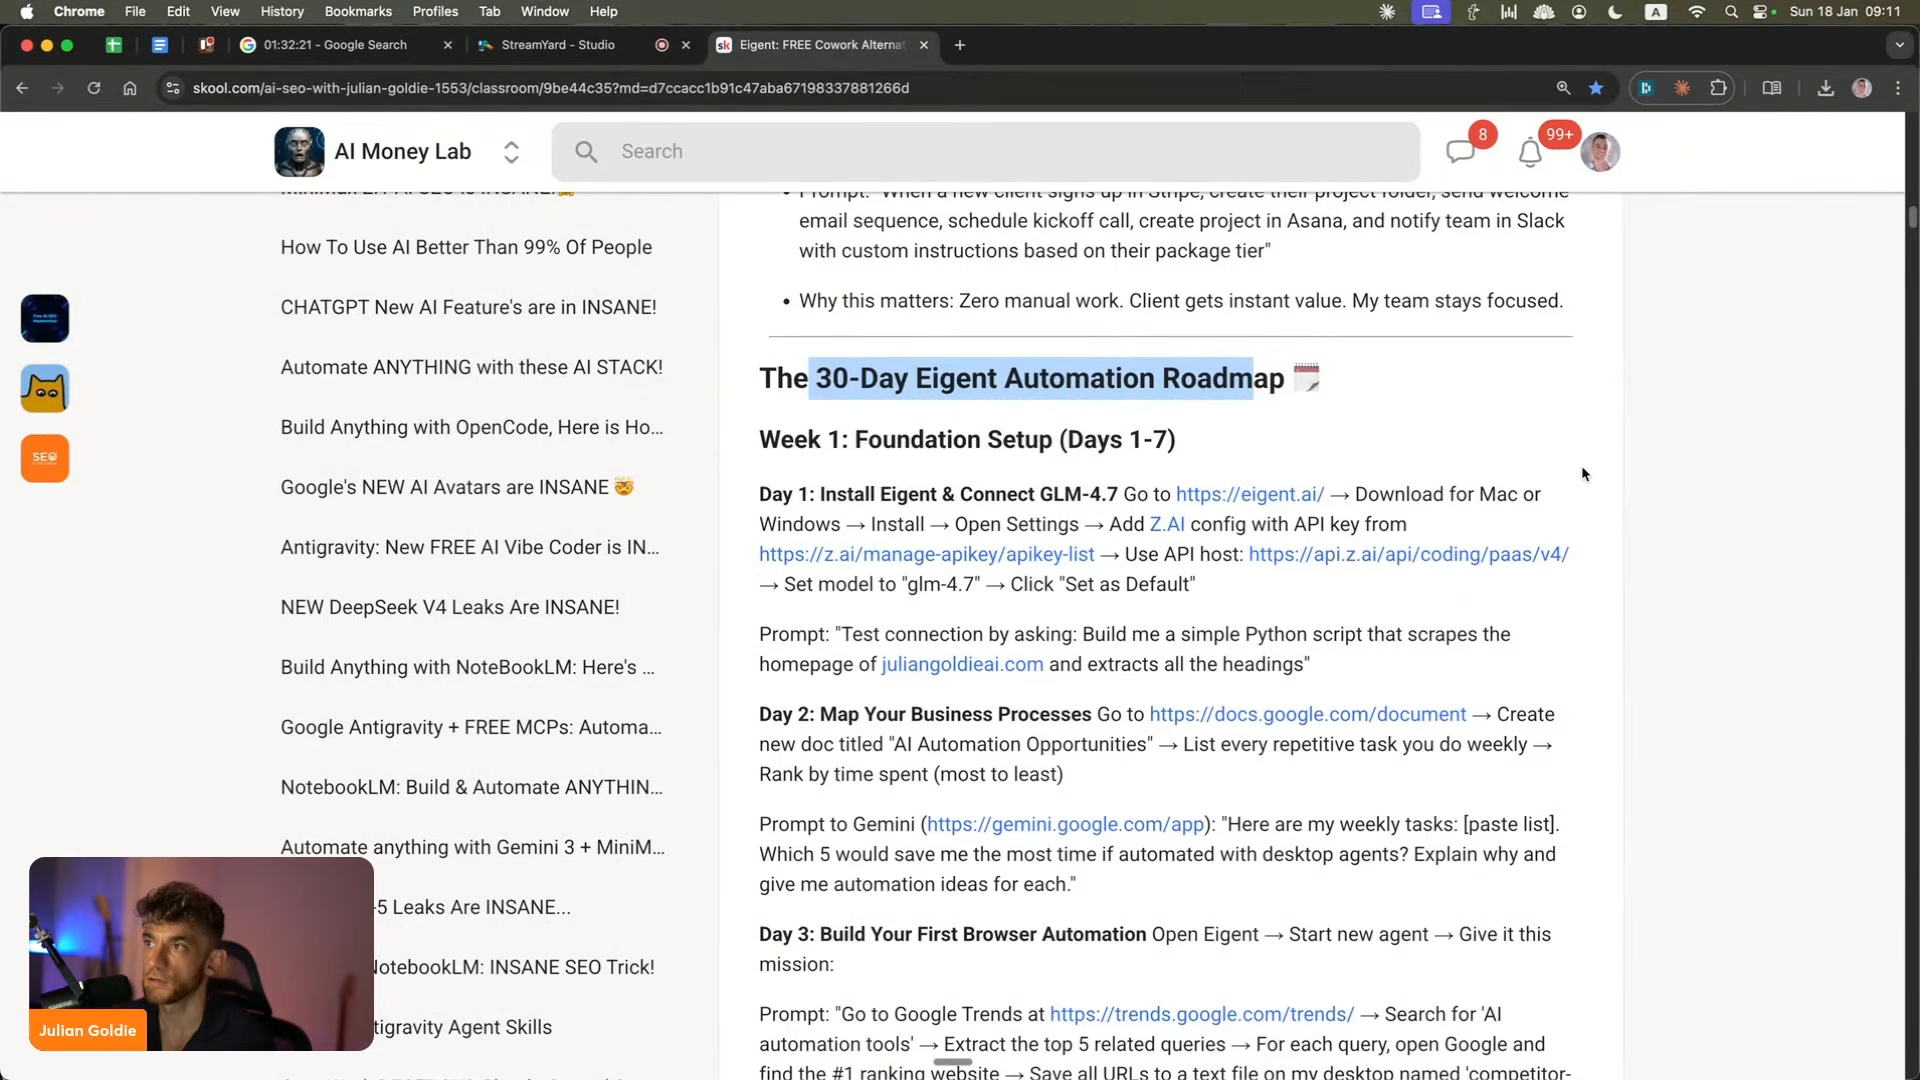 Chrome File Edit View History Bookmarks Profiles Tab Window Help
A Sun 18 Jan 09:11
01:32:21 - Google Search
StreamYard - Studio
sk Eigent: FREE Cowork Alternat
skool.com/ai-seo-with-julian-goldie-1553/classroom/9be44c35?md=d7ccacc1b91c47aba67198337881266d
AI Money Lab
Search
8
99+
How To Use AI Better Than 99% Of People
CHATGPT New AI Feature's are in INSANE!
Automate ANYTHING with these AI STACK!
Build Anything with OpenCode, Here is Ho...
Google's NEW AI Avatars are INSANE 🤯
Antigravity: New FREE AI Vibe Coder is IN...
NEW DeepSeek V4 Leaks Are INSANE!
Build Anything with NoteBookLM: Here's ...
Google Antigravity + FREE MCPs: Automa...
NotebookLM: Build & Automate ANYTHIN...
Automate anything with Gemini 3 + MiniM...
-5 Leaks Are INSANE...
NotebookLM: INSANE SEO Trick!
tigravity Agent Skills
SEO
Julian Goldie
• Prompt: "When a new client signs up in Stripe, create their project folder, send welcome
email sequence, schedule kickoff call, create project in Asana, and notify team in Slack
with custom instructions based on their package tier"
• Why this matters: Zero manual work. Client gets instant value. My team stays focused.
The 30-Day Eigent Automation Roadmap 🗓️
Week 1: Foundation Setup (Days 1-7)
Day 1: Install Eigent & Connect GLM-4.7 Go to https://eigent.ai/ → Download for Mac or
Windows → Install → Open Settings → Add Z.AI config with API key from
https://z.ai/manage-apikey/apikey-list → Use API host: https://api.z.ai/api/coding/paas/v4/
→ Set model to "glm-4.7" → Click "Set as Default"
Prompt: "Test connection by asking: Build me a simple Python script that scrapes the
homepage of juliangoldieai.com and extracts all the headings"
Day 2: Map Your Business Processes Go to https://docs.google.com/document → Create
new doc titled "AI Automation Opportunities" → List every repetitive task you do weekly →
Rank by time spent (most to least)
Prompt to Gemini (https://gemini.google.com/app): "Here are my weekly tasks: [paste list].
Which 5 would save me the most time if automated with desktop agents? Explain why and
give me automation ideas for each."
Day 3: Build Your First Browser Automation Open Eigent → Start new agent → Give it this
mission:
Prompt: "Go to Google Trends at https://trends.google.com/trends/ → Search for 'AI
automation tools' → Extract the top 5 related queries → For each query, open Google and
find the #1 ranking website → Save all URLs to a text file on my desktop named 'competitor-